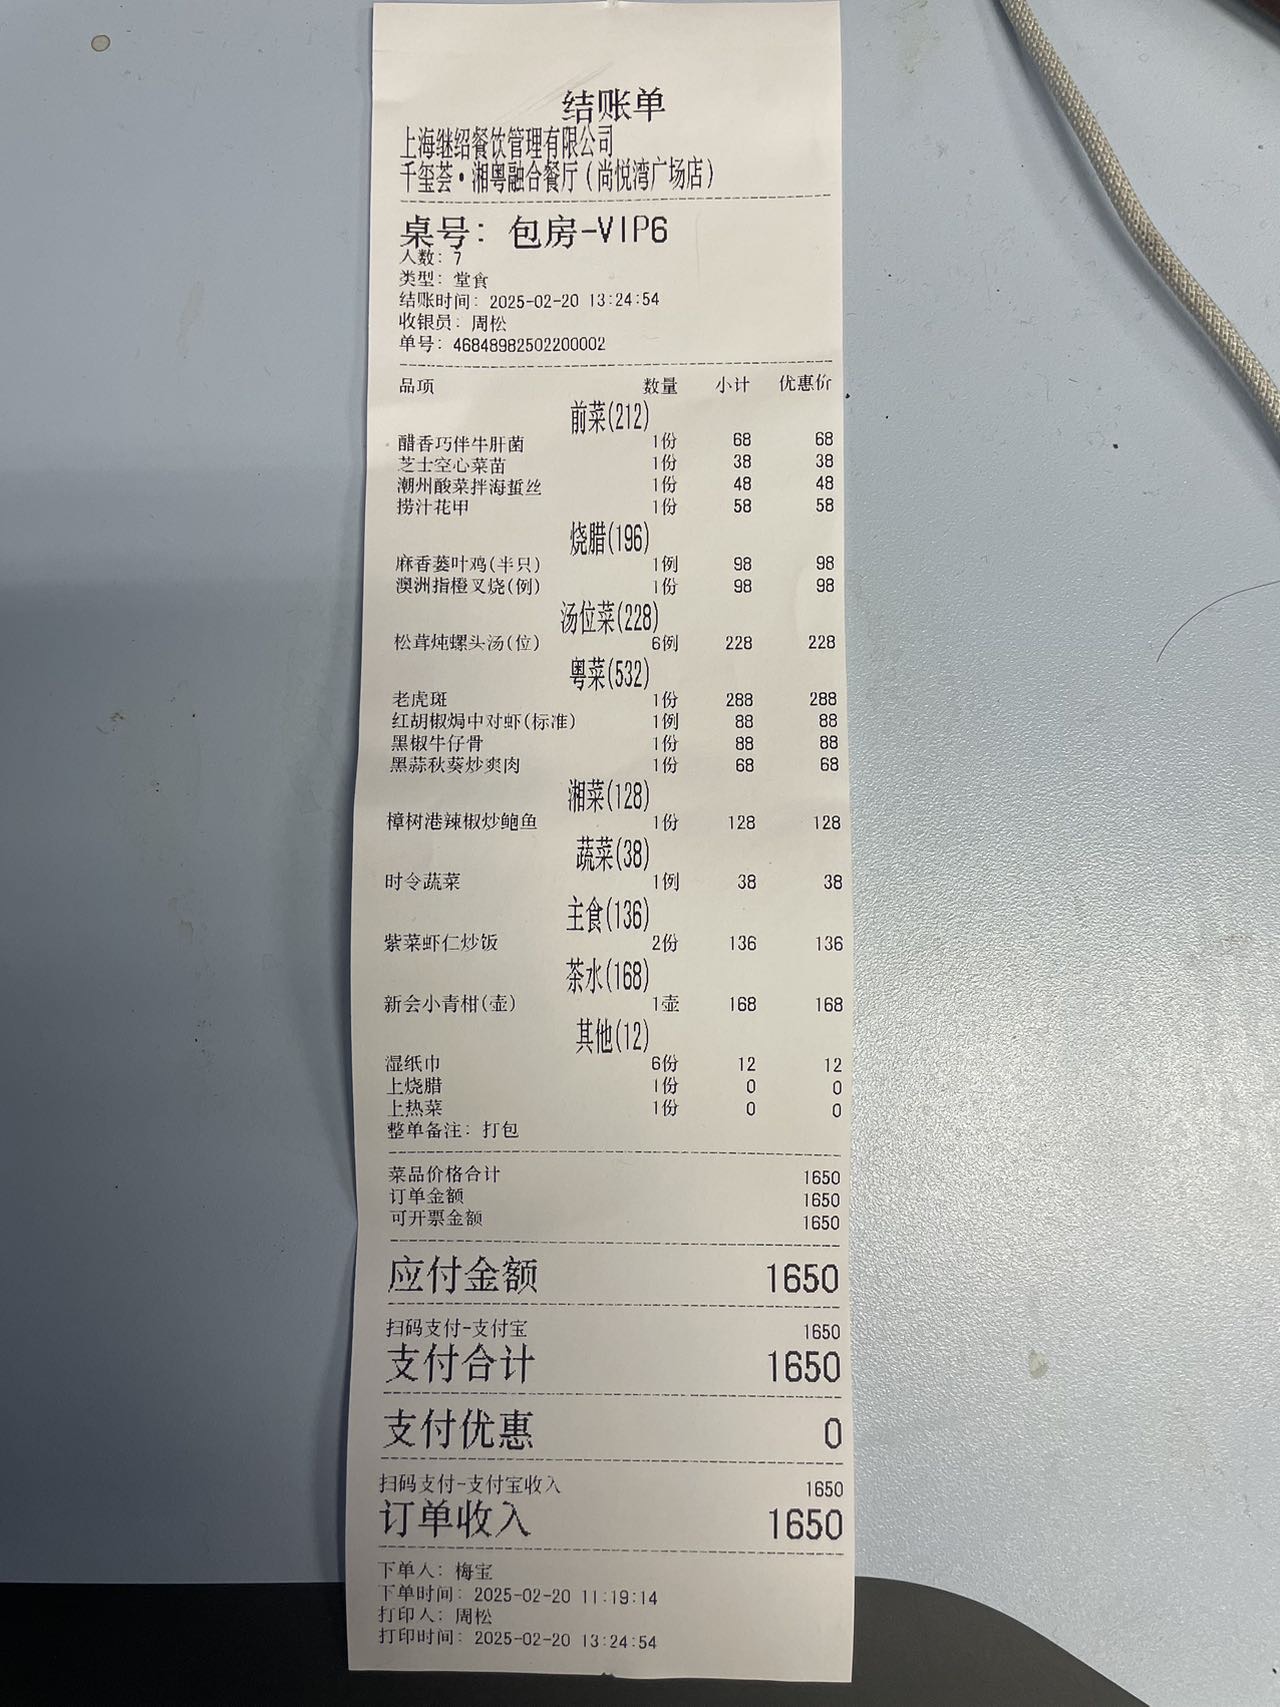 结账单
上海继绍餐饮管理有限公司
千玺荟·湘粤融合餐厅(尚悦湾广场店)
桌号: 包房-VIP6
人数: 7
类型: 堂食
结账时间: 2025-02-20 13:24:54
收银员: 周松
单号: 46848982502200002
品项 数量 小计 优惠价
前菜(212)
醋香巧伴牛肝菌 1份 68 68
芝士空心菜苗 1份 38 38
潮州酸菜拌海蜇丝 1份 48 48
捞汁花甲 1份 58 58
烧腊(196)
麻香蒌叶鸡(半只) 1例 98 98
澳洲指橙叉烧(例) 1份 98 98
汤位菜(228)
松茸炖螺头汤(位) 6例 228 228
粤菜(532)
老虎斑 1份 288 288
红胡椒焗中对虾(标准) 1例 88 88
黑椒牛仔骨 1份 88 88
黑蒜秋葵炒爽肉 1份 68 68
湘菜(128)
樟树港辣椒炒鲍鱼 1份 128 128
蔬菜(38)
时令蔬菜 1例 38 38
主食(136)
紫菜虾仁炒饭 2份 136 136
茶水(168)
新会小青柑(壶) 1壶 168 168
其他(12)
湿纸巾 6份 12 12
上烧腊 1份 0 0
上热菜 1份 0 0
整单备注: 打包
菜品价格合计 1650
订单金额 1650
可开票金额 1650
应付金额 1650
扫码支付-支付宝 1650
支付合计 1650
支付优惠 0
扫码支付-支付宝收入 1650
订单收入 1650
下单人: 梅宝
下单时间: 2025-02-20 11:19:14
打印人: 周松
打印时间: 2025-02-20 13:24:54